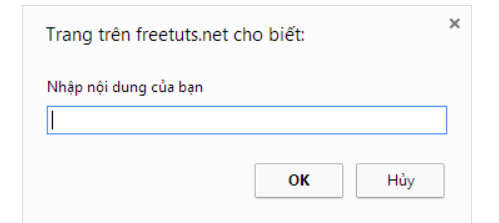 Trang trên freetuts.net cho biết:
Nhập nội dung của bạn
OK Hủy